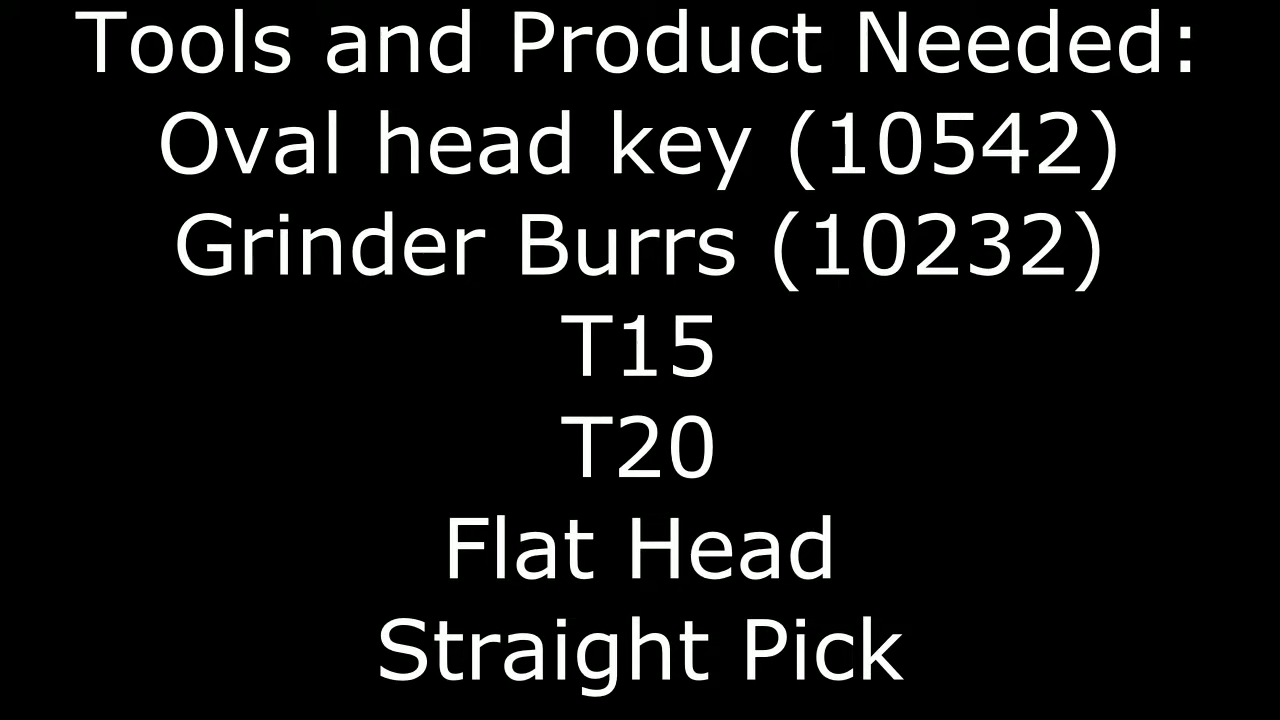 Tools and Product Needed:
Oval head key (10542)
Grinder Burrs (10232)
T15
T20
Flat Head
Straight Pick